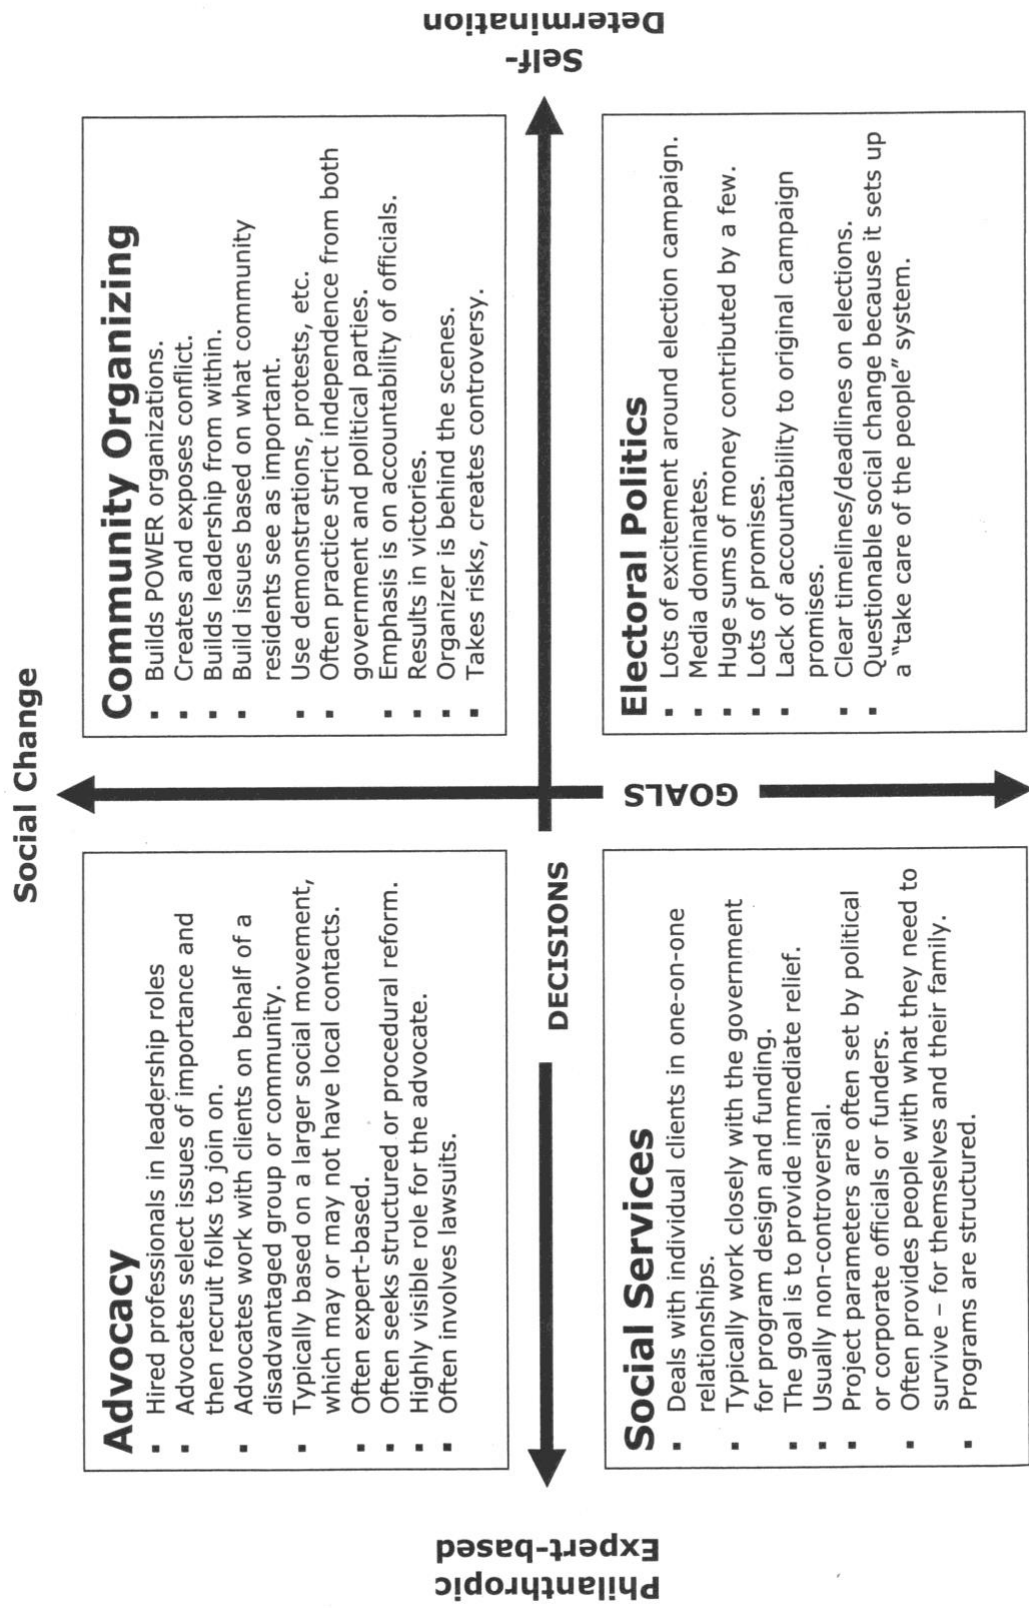 Social Change
Advocacy
▪ Hired professionals in leadership roles
▪ Advocates select issues of importance and
then recruit folks to join on.
▪ Advocates work with clients on behalf of a
disadvantaged group or community.
▪ Typically based on a larger social movement,
which may or may not have local contacts.
▪ Often expert-based.
▪ Often seeks structured or procedural reform.
▪ Highly visible role for the advocate.
▪ Often involves lawsuits.
Community Organizing
▪ Builds POWER organizations.
▪ Creates and exposes conflict.
▪ Builds leadership from within.
▪ Build issues based on what community
residents see as important.
▪ Use demonstrations, protests, etc.
▪ Often practice strict independence from both
government and political parties.
▪ Emphasis is on accountability of officials.
▪ Results in victories.
▪ Organizer is behind the scenes.
▪ Takes risks, creates controversy.
Philanthropic
Expert-based
DECISIONS
Self-
Determination
GOALS
Social Services
▪ Deals with individual clients in one-on-one
relationships.
▪ Typically work closely with the government
for program design and funding.
▪ The goal is to provide immediate relief.
▪ Usually non-controversial.
▪ Project parameters are often set by political
or corporate officials or funders.
▪ Often provides people with what they need to
survive – for themselves and their family.
▪ Programs are structured.
Electoral Politics
▪ Lots of excitement around election campaign.
▪ Media dominates.
▪ Huge sums of money contributed by a few.
▪ Lots of promises.
▪ Lack of accountability to original campaign
promises.
▪ Clear timelines/deadlines on elections.
▪ Questionable social change because it sets up
a “take care of the people” system.